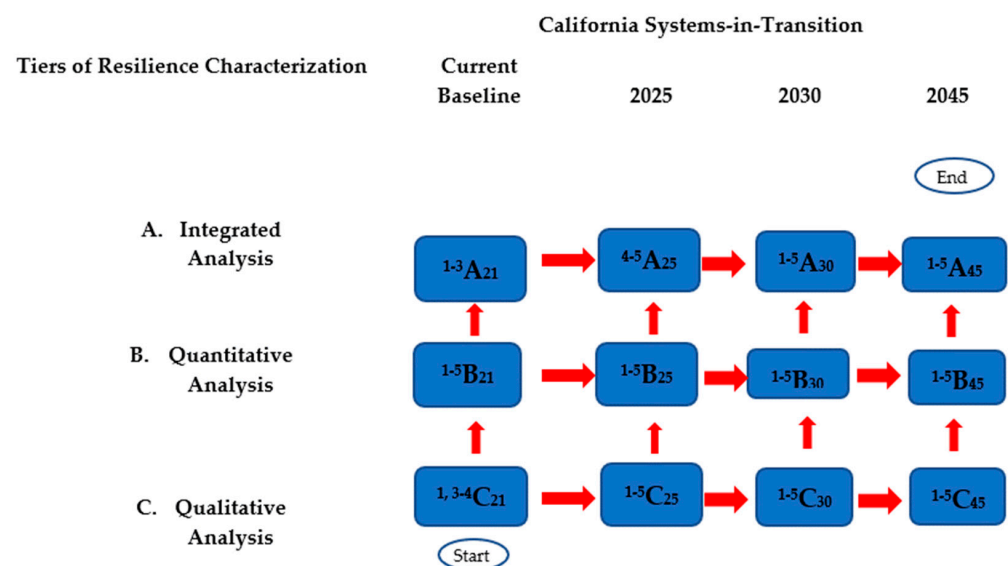 California Systems-in-Transition
Tiers of Resilience Characterization
Current
Baseline
2025
2030
2045
End
A. Integrated
Analysis
1-3A21
4-5A25
1-5A30
1-5A45
B. Quantitative
Analysis
1-5B21
1-5B25
1-5B30
1-5B45
C. Qualitative
Analysis
1, 3-4C21
1-5C25
1-5C30
1-5C45
Start